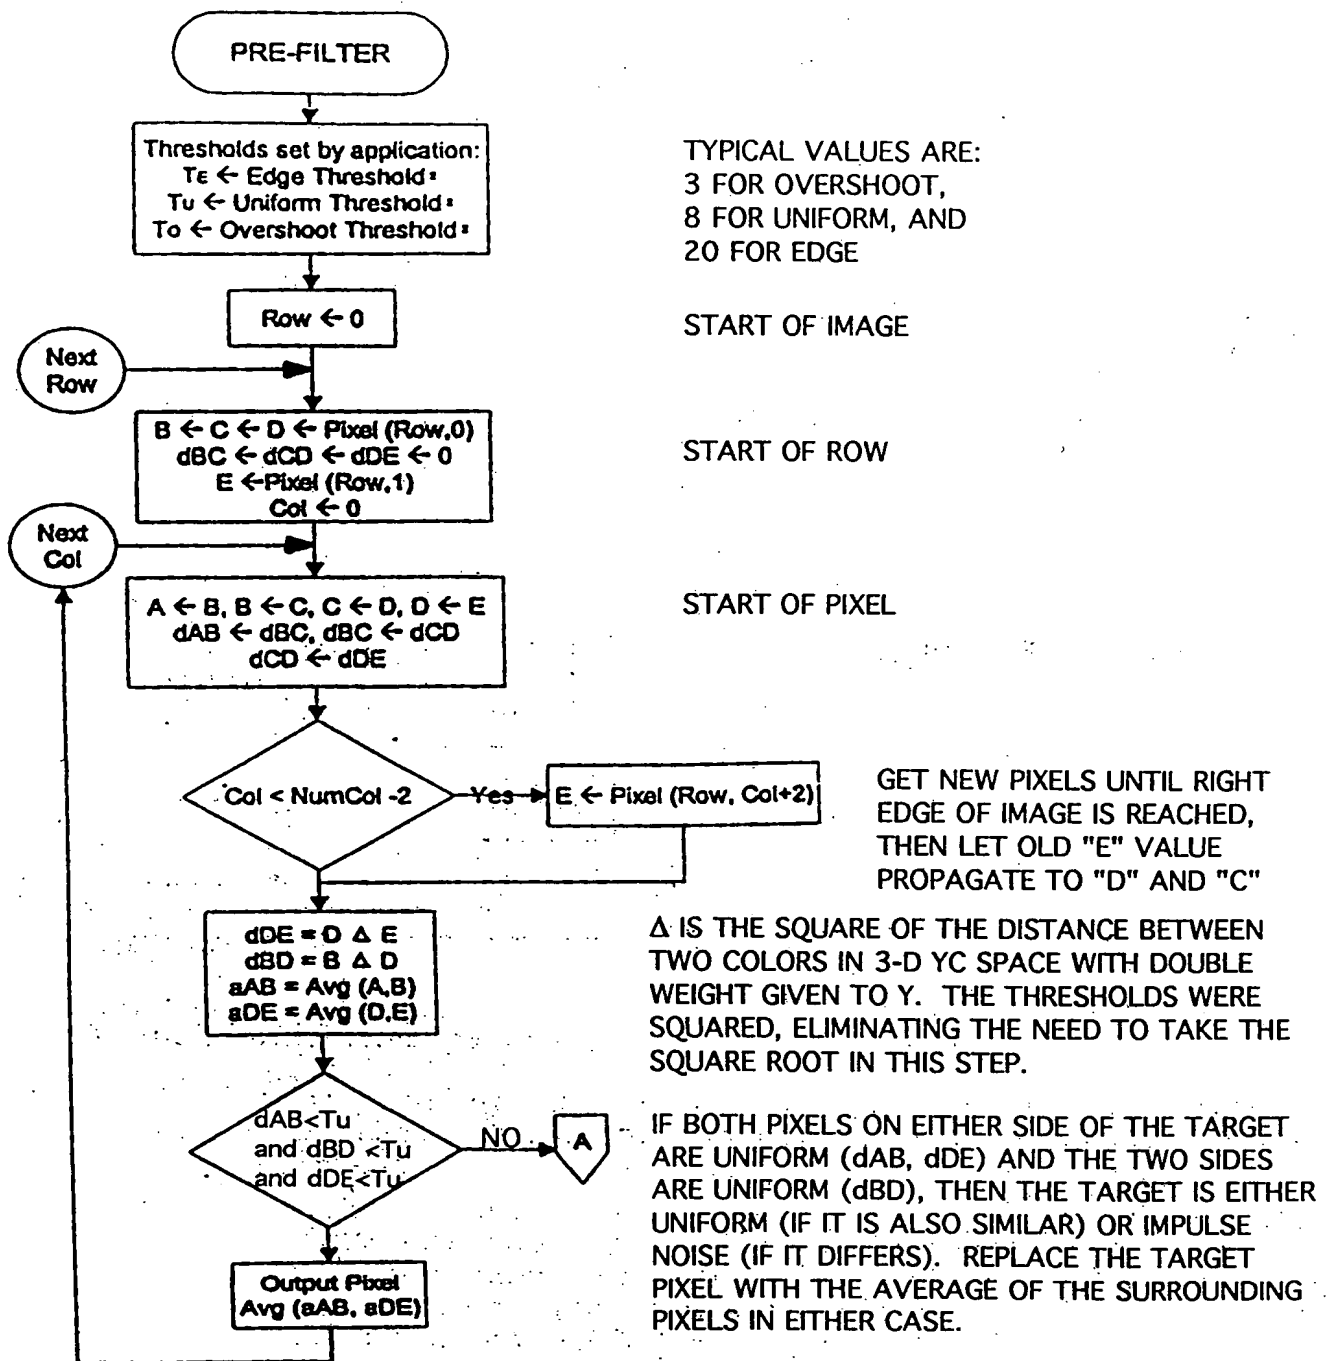 PRE-FILTER
Thresholds set by application:
TE ← Edge Threshold²
Tu ← Uniform Threshold²
To ← Overshoot Threshold²
TYPICAL VALUES ARE:
3 FOR OVERSHOOT,
8 FOR UNIFORM, AND
20 FOR EDGE
Row ← 0
START OF IMAGE
Next
Row
B ← C ← D ← Pixel (Row,0)
dBC ← dCD ← dDE ← 0
E ← Pixel (Row,1)
Col ← 0
START OF ROW
Next
Col
A ← B, B ← C, C ← D, D ← E
dAB ← dBC, dBC ← dCD
dCD ← dDE
START OF PIXEL
Col < NumCol -2
Yes
E ← Pixel (Row, Col+2)
GET NEW PIXELS UNTIL RIGHT
EDGE OF IMAGE IS REACHED,
THEN LET OLD "E" VALUE
PROPAGATE TO "D" AND "C"
dDE = D Δ E
dBD = B Δ D
aAB = Avg (A,B)
aDE = Avg (D,E)
Δ IS THE SQUARE OF THE DISTANCE BETWEEN
TWO COLORS IN 3-D YC SPACE WITH DOUBLE
WEIGHT GIVEN TO Y. THE THRESHOLDS WERE
SQUARED, ELIMINATING THE NEED TO TAKE THE
SQUARE ROOT IN THIS STEP.
dAB<Tu
and dBD <Tu
and dDE<Tu
NO
A
IF BOTH PIXELS ON EITHER SIDE OF THE TARGET
ARE UNIFORM (dAB, dDE) AND THE TWO SIDES
ARE UNIFORM (dBD), THEN THE TARGET IS EITHER
UNIFORM (IF IT IS ALSO SIMILAR) OR IMPULSE
NOISE (IF IT DIFFERS). REPLACE THE TARGET
PIXEL WITH THE AVERAGE OF THE SURROUNDING
PIXELS IN EITHER CASE.
Output Pixel
Avg (aAB, aDE)